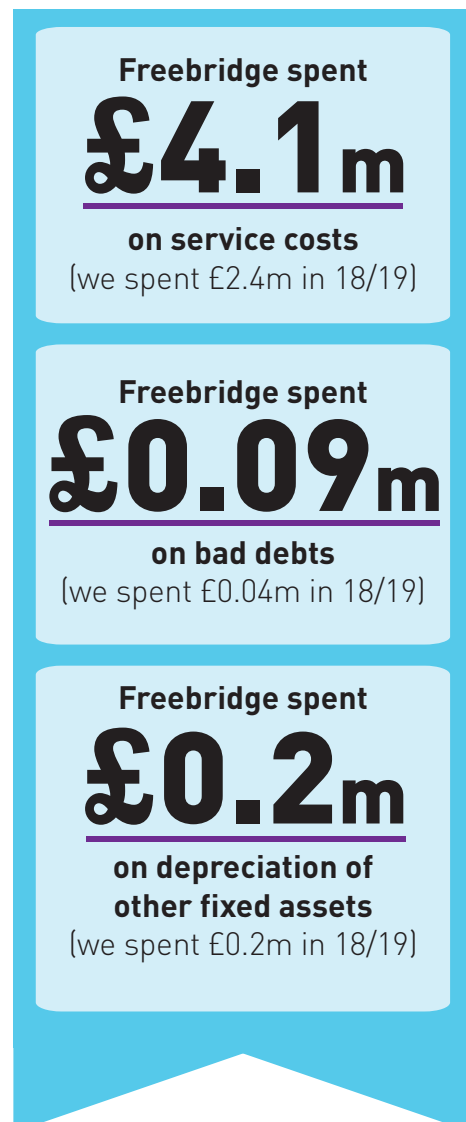 Freebridge spent
£4.1m
on service costs
(we spent £2.4m in 18/19)
Freebridge spent
£0.09m
on bad debts
(we spent £0.04m in 18/19)
Freebridge spent
£0.2m
on depreciation of
other fixed assets
(we spent £0.2m in 18/19)